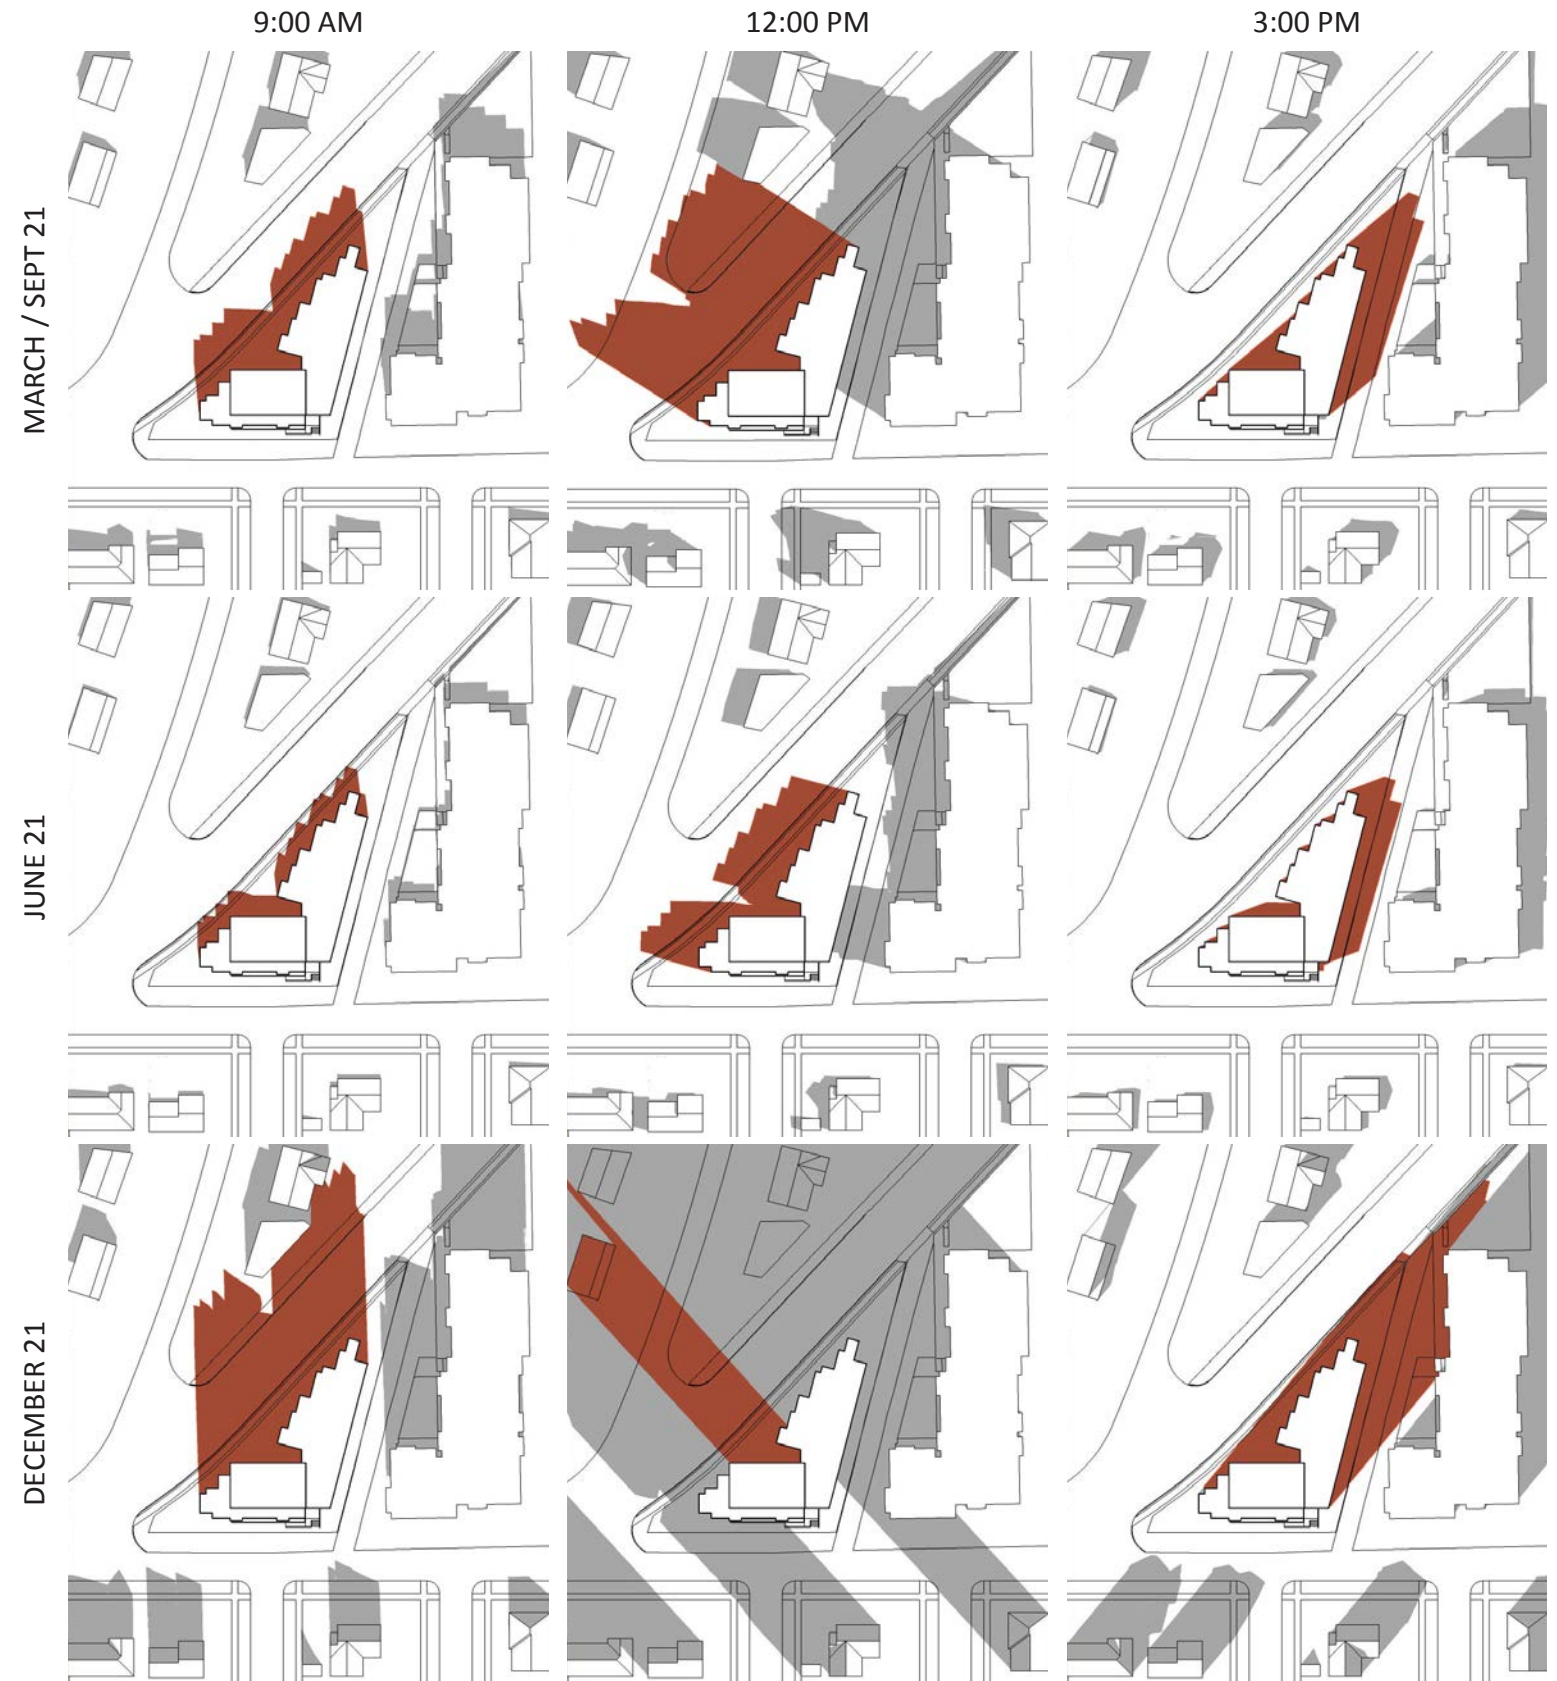 9:00 AM
12:00 PM
3:00 PM
MARCH / SEPT 21
JUNE 21
DECEMBER 21